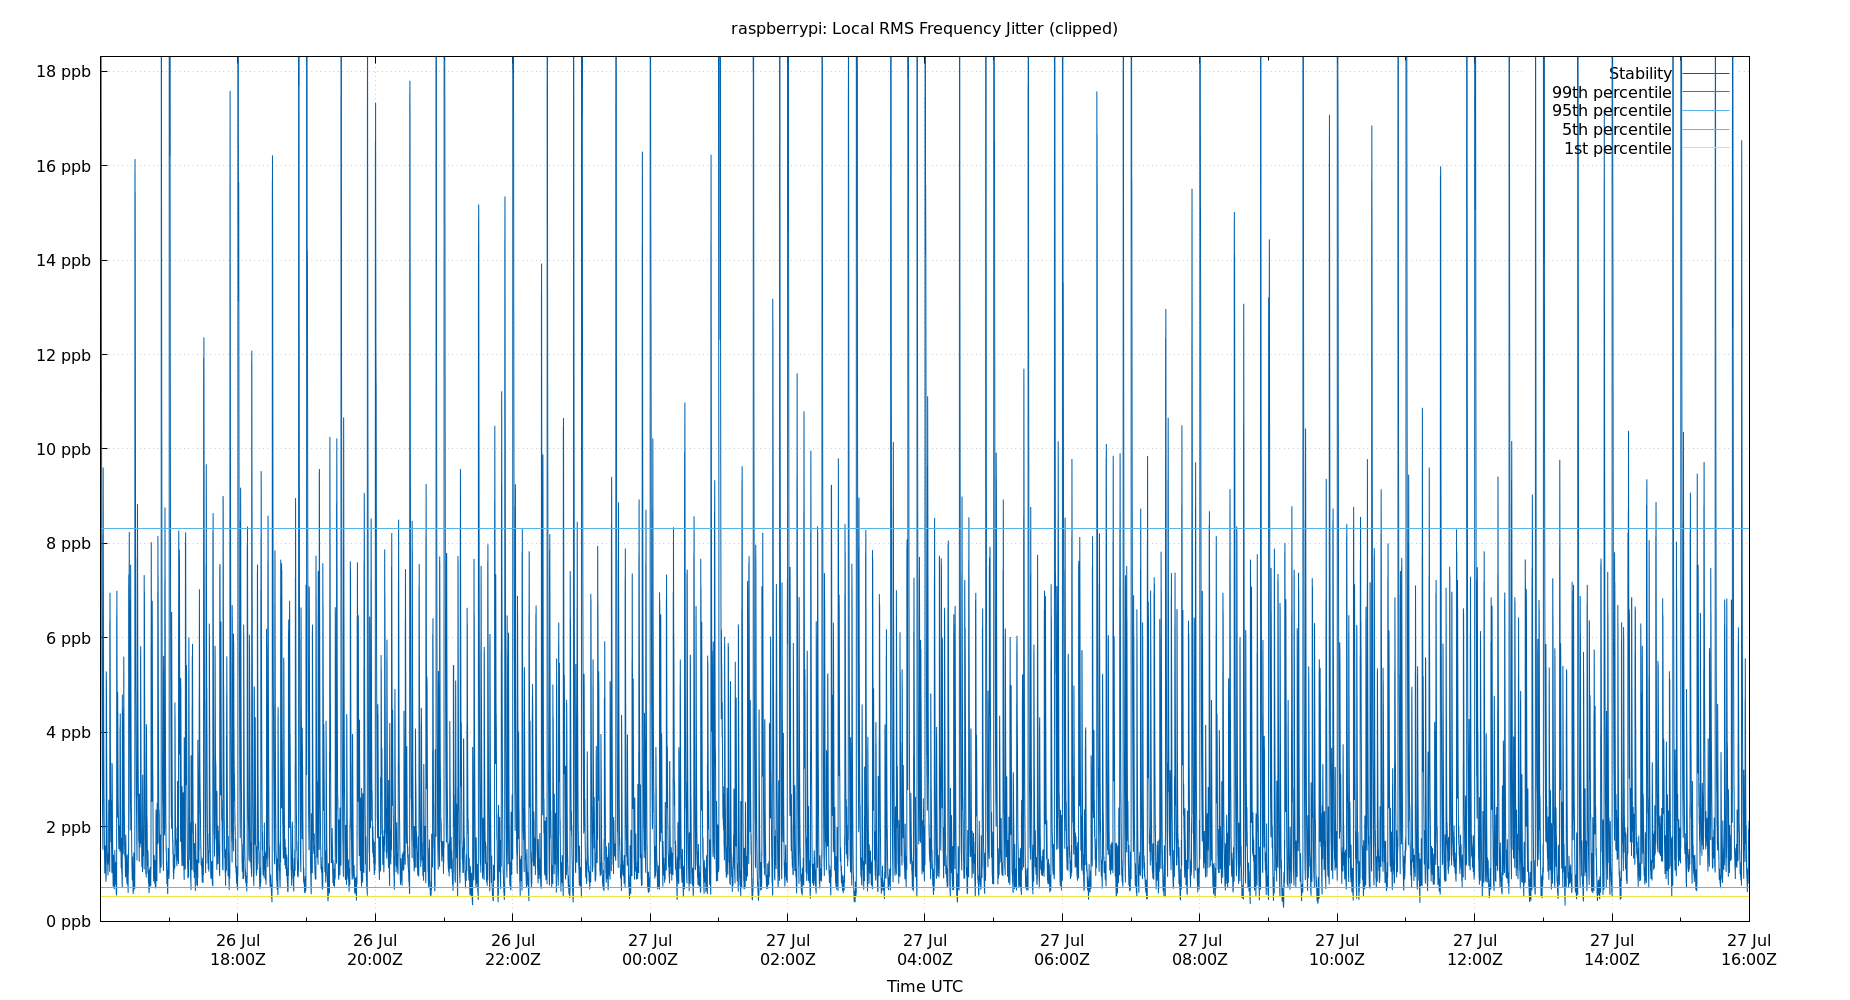 raspberrypi: Local RMS Frequency Jitter (clipped)
18 ppb
16 ppb
14 ppb
12 ppb
10 ppb
8 ppb
6 ppb
4 ppb
2 ppb
0 ppb
Stability
99th percentile
95th percentile
5th percentile
1st percentile
26 Jul 26 Jul 26 Jul 27 Jul 27 Jul 27 Jul 27 Jul 27 Jul 27 Jul 27 Jul 27 Jul 27 Jul
18:00Z 20:00Z 22:00Z 00:00Z 02:00Z 04:00Z 06:00Z 08:00Z 10:00Z 12:00Z 14:00Z 16:00Z
Time UTC